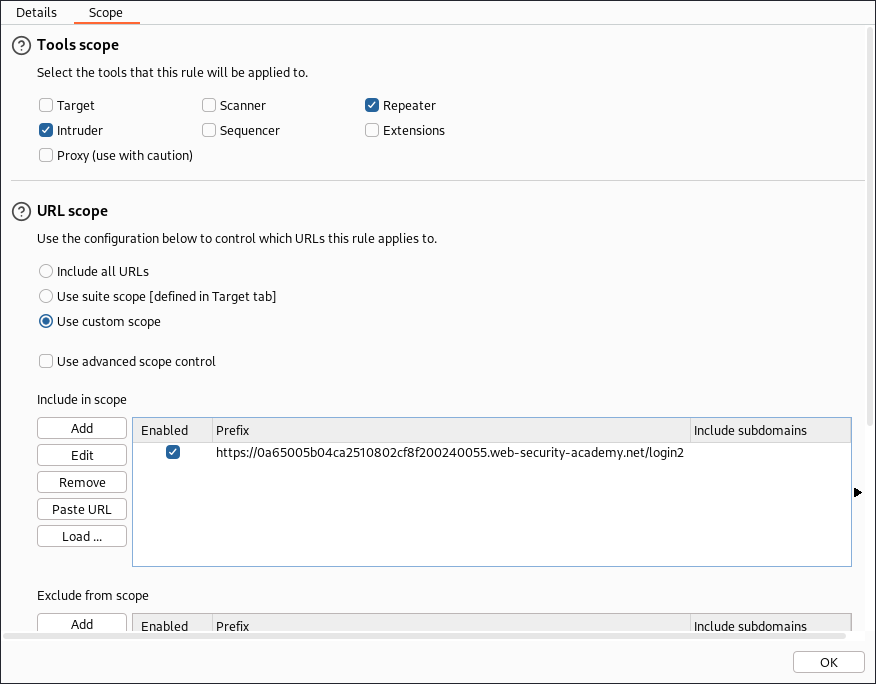 Details Scope
? Tools scope
Select the tools that this rule will be applied to.
Target Scanner Repeater
Intruder Sequencer Extensions
Proxy (use with caution)
? URL scope
Use the configuration below to control which URLs this rule applies to.
Include all URLs
Use suite scope [defined in Target tab]
Use custom scope
Use advanced scope control
Include in scope
Add Enabled Prefix Include subdomains
https://0a65005b04ca2510802cf8f200240055.web-security-academy.net/login2
Edit
Remove
Paste URL
Load ...
Exclude from scope
Add Enabled Prefix Include subdomains
OK